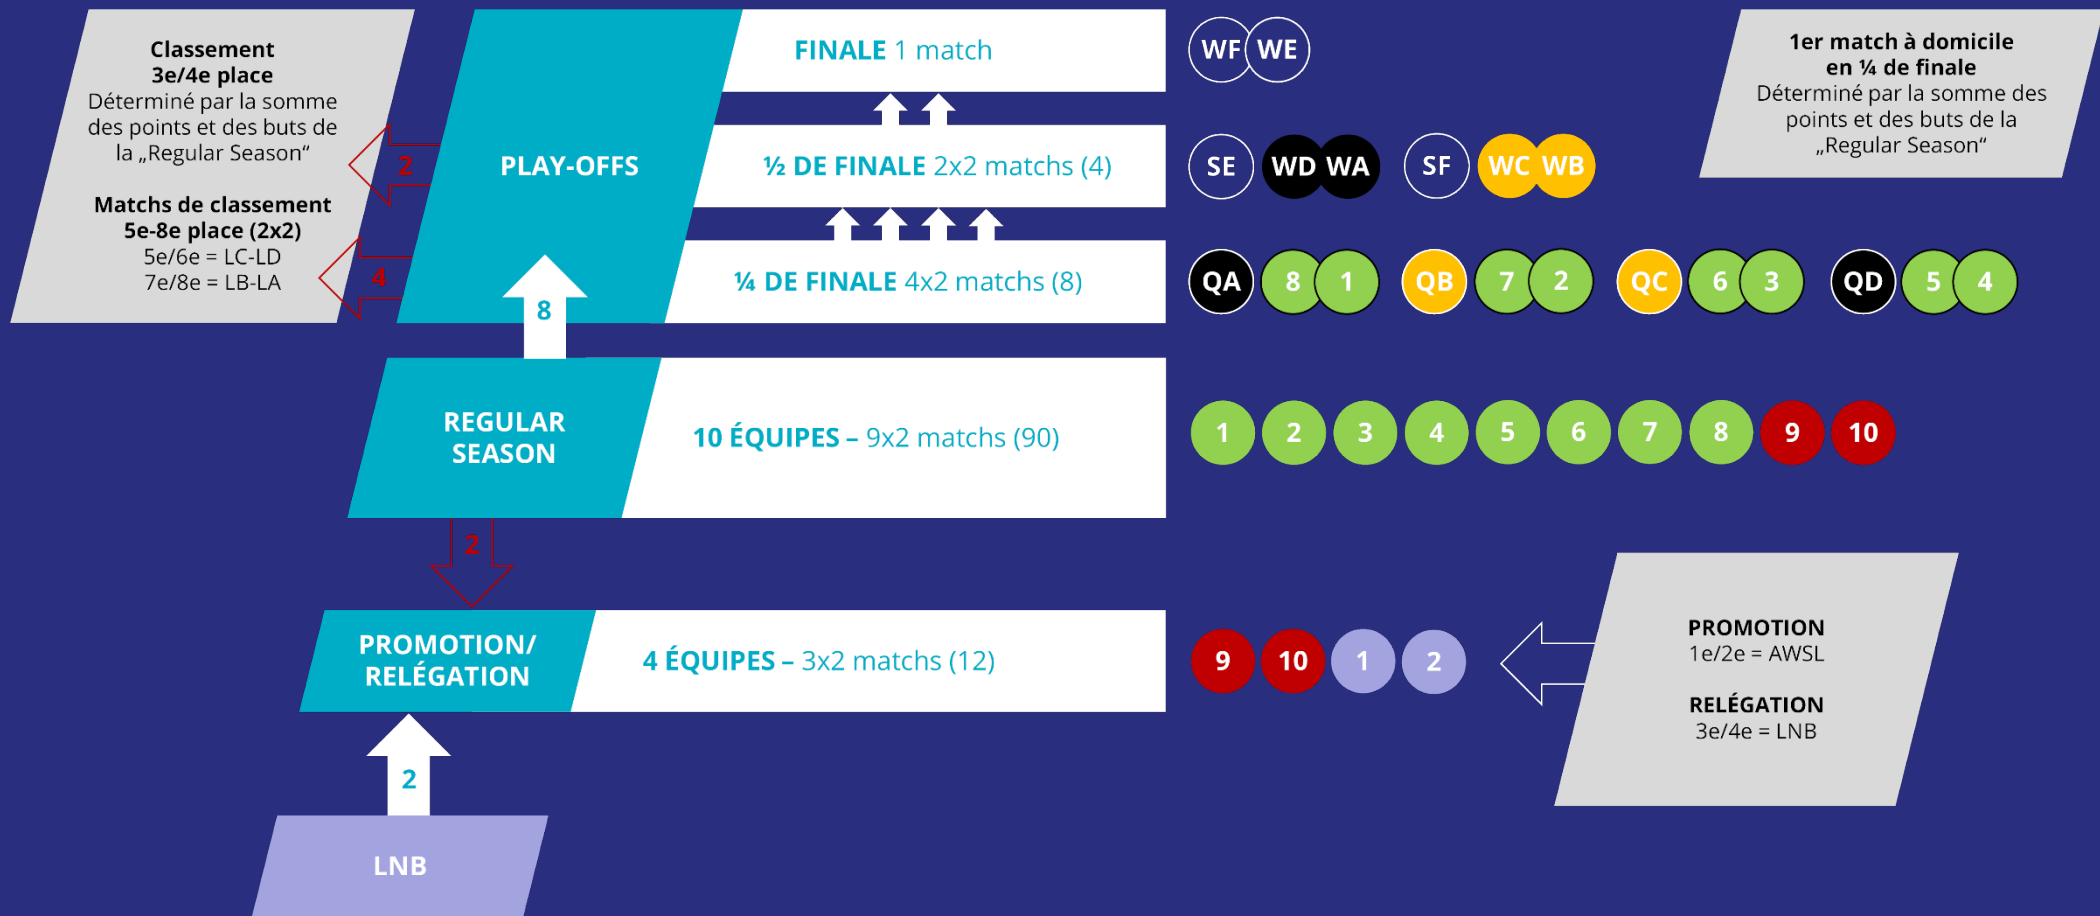 Classement
3e/4e place
Déterminé par la somme
des points et des buts de
la „Regular Season“
Matchs de classement
5e-8e place (2x2)
5e/6e = LC-LD
7e/8e = LB-LA
2
4
PLAY-OFFS
8
FINALE 1 match
WF WE
½ DE FINALE 2x2 matchs (4)
SE WD WA SF WC WB
¼ DE FINALE 4x2 matchs (8)
QA 8 1 QB 7 2 QC 6 3 QD 5 4
1er match à domicile
en ¼ de finale
Déterminé par la somme des
points et des buts de la
„Regular Season“
REGULAR
SEASON
10 ÉQUIPES – 9x2 matchs (90)
1 2 3 4 5 6 7 8 9 10
2
PROMOTION/
RELÉGATION
4 ÉQUIPES – 3x2 matchs (12)
9 10 1 2
PROMOTION
1e/2e = AWSL
RELÉGATION
3e/4e = LNB
2
LNB